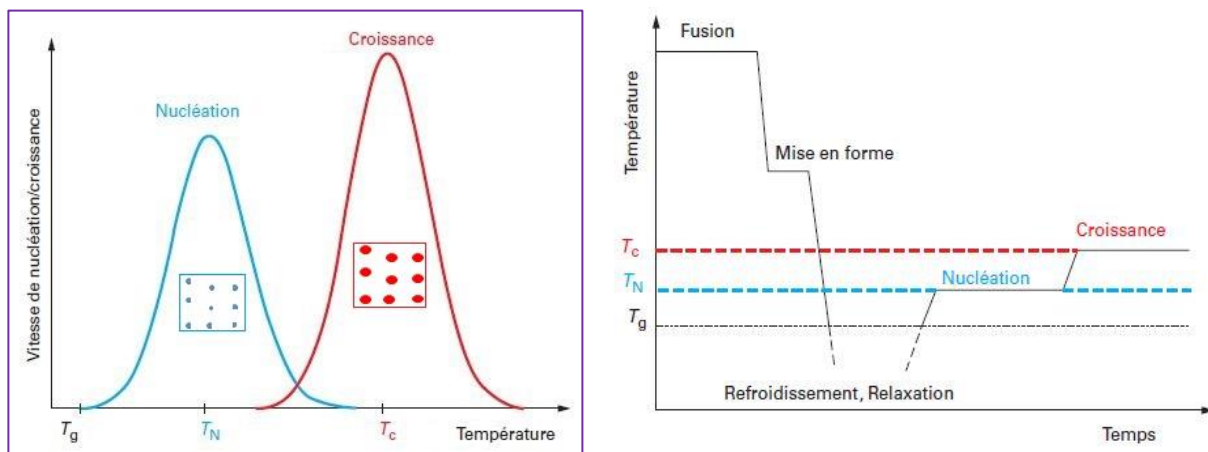 Croissance
Nucléation
Vitesse de nucléation/croissance
Tg
TN
Tc
Température
Fusion
Température
Mise en forme
Croissance
Tc
Nucléation
TN
Tg
Refroidissement, Relaxation
Temps